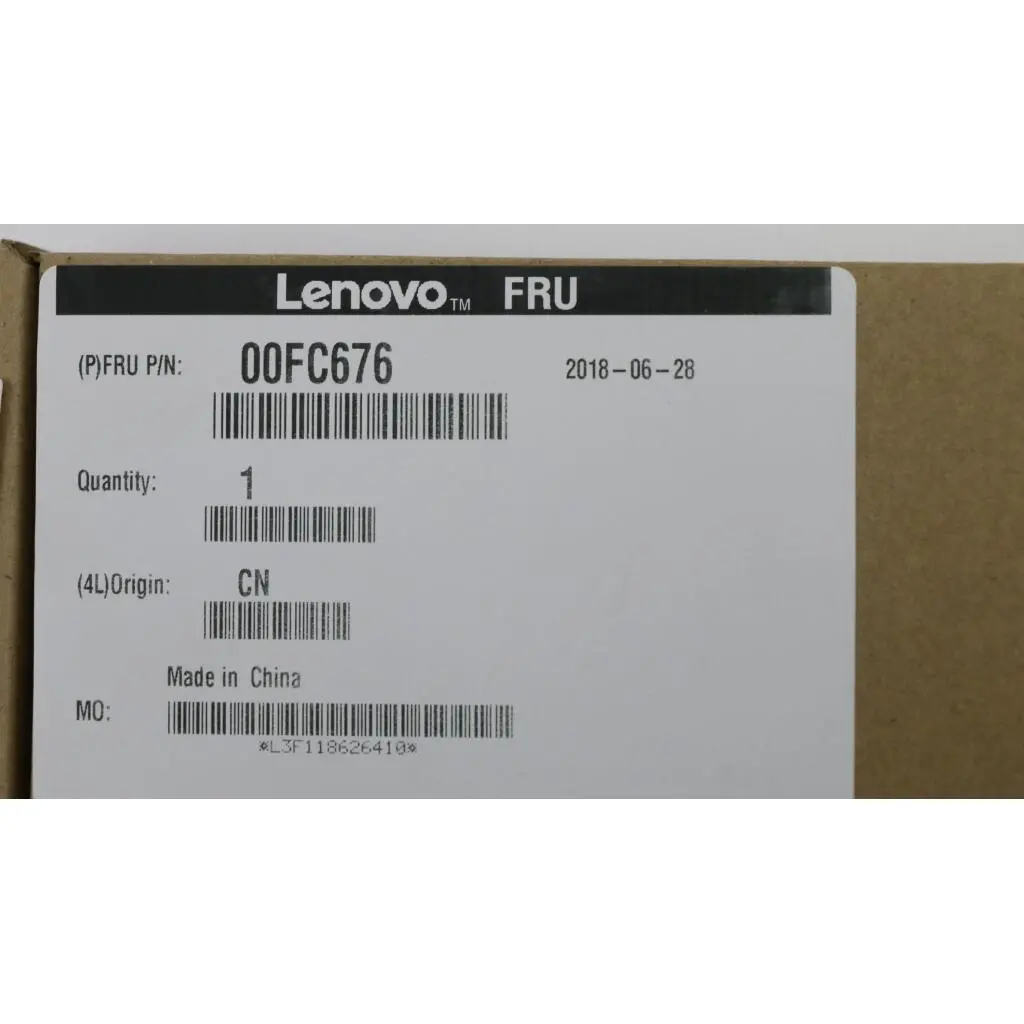 Lenovo™ FRU
(P)FRU P/N: 00FC676 2018-06-28
Quantity: 1
(4L)Origin: CN
Made in China
MO:
*L3F118626410*